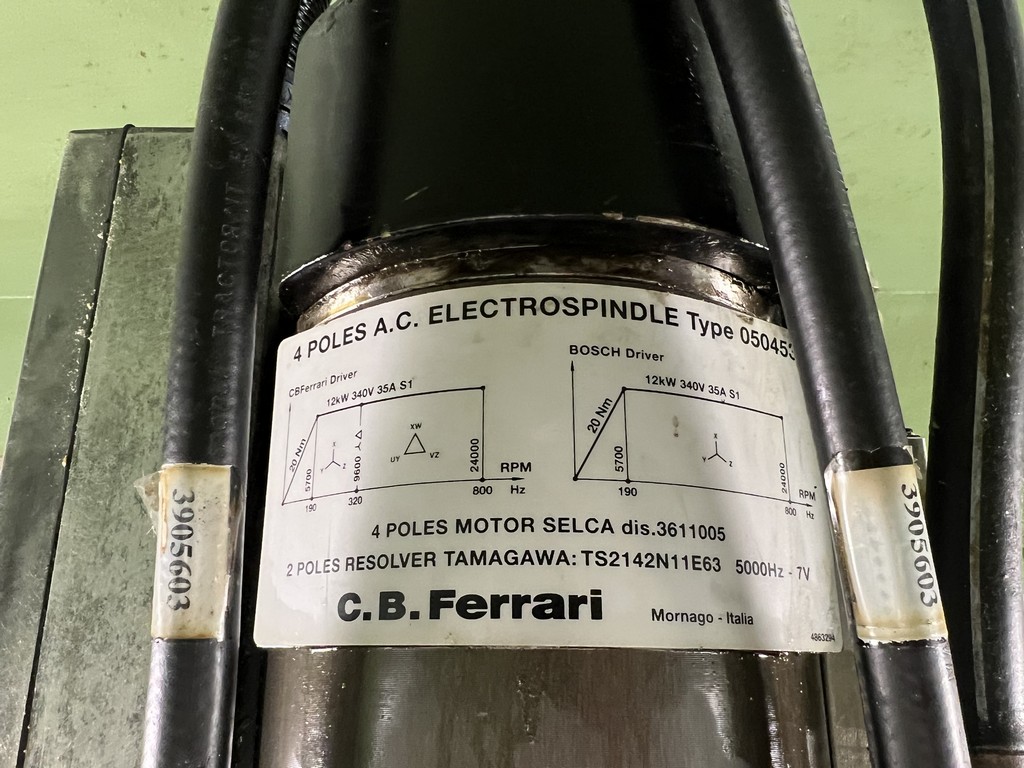 4 POLES A.C. ELECTROSPINDLE Type 050453
CBFerrari Driver
12kW 340V 35A S1
20 Nm
5700
9600
24000
X
Y Z
XW
UY VZ
RPM
190 320 800 Hz
BOSCH Driver
12kW 340V 35A S1
20 Nm
5700
24000
X
Y Z
RPM
190 800 Hz
4 POLES MOTOR SELCA dis.3611005
2 POLES RESOLVER TAMAGAWA: TS2142N11E63 5000Hz - 7V
C.B. Ferrari Mornago - Italia
4863294
3905603
3905603